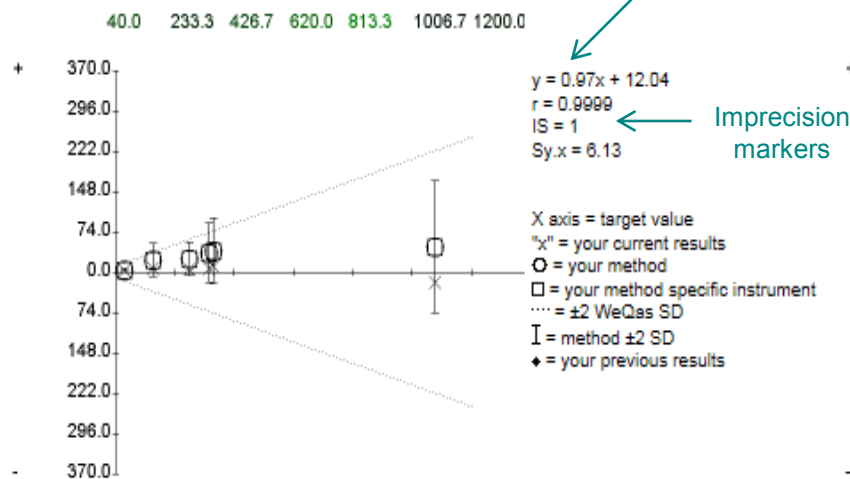 40.0 233.3 426.7 620.0 813.3 1006.7 1200.0
+
370.0
296.0
222.0
148.0
74.0
0.0
74.0
148.0
222.0
296.0
370.0
-
y = 0.97x + 12.04
r = 0.9999
IS = 1
Sy.x = 6.13
Imprecision
markers
X axis = target value
"x" = your current results
O = your method
□ = your method specific instrument
···· = ±2 WeQas SD
I = method ±2 SD
◆ = your previous results